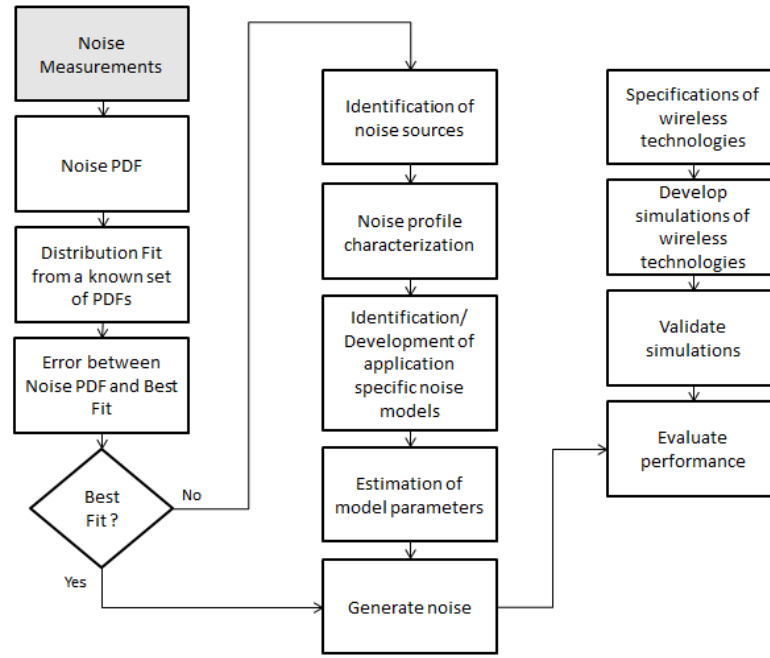 Noise
Measurements
Noise PDF
Distribution Fit
from a known set
of PDFs
Error between
Noise PDF and Best
Fit
Best
Fit ?
No
Yes
Identification of
noise sources
Noise profile
characterization
Identification/
Development of
application
specific noise
models
Estimation of
model parameters
Generate noise
Specifications of
wireless
technologies
Develop
simulations of
wireless
technologies
Validate
simulations
Evaluate
performance